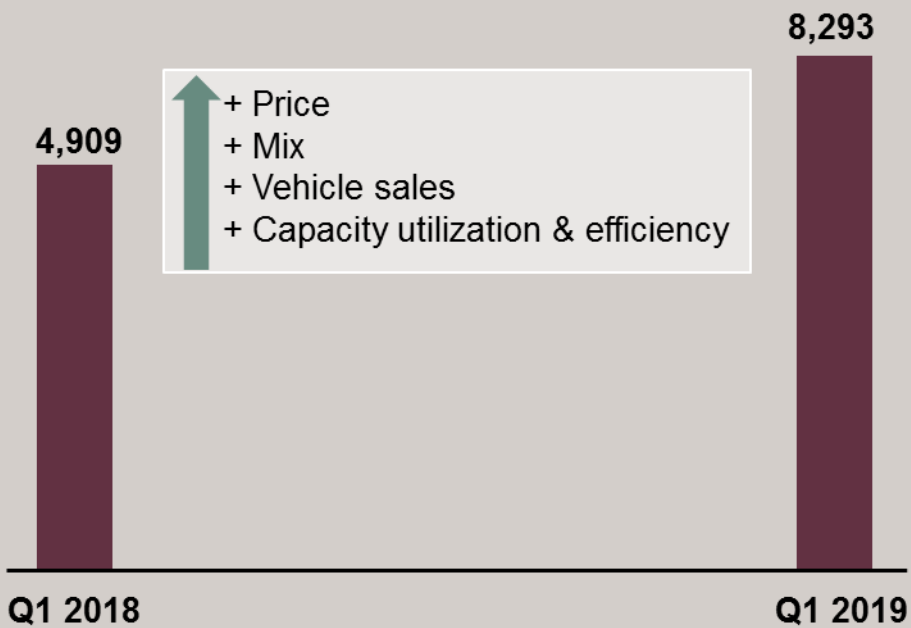 8,293
4,909
+ Price
+ Mix
+ Vehicle sales
+ Capacity utilization & efficiency
Q1 2018
Q1 2019